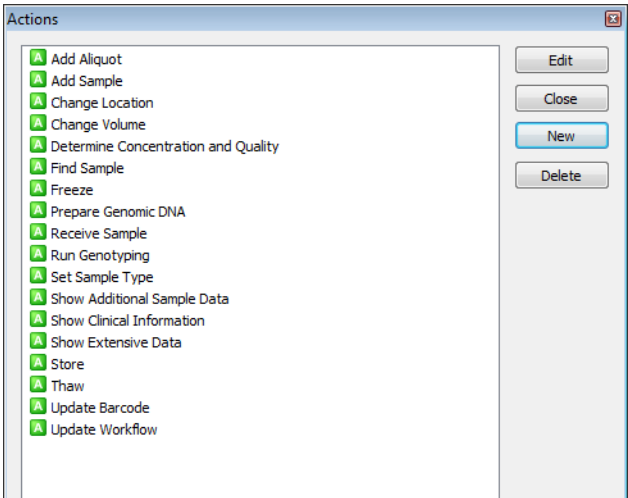 Actions
A Add Aliquot
A Add Sample
A Change Location
A Change Volume
A Determine Concentration and Quality
A Find Sample
A Freeze
A Prepare Genomic DNA
A Receive Sample
A Run Genotyping
A Set Sample Type
A Show Additional Sample Data
A Show Clinical Information
A Show Extensive Data
A Store
A Thaw
A Update Barcode
A Update Workflow
Edit
Close
New
Delete